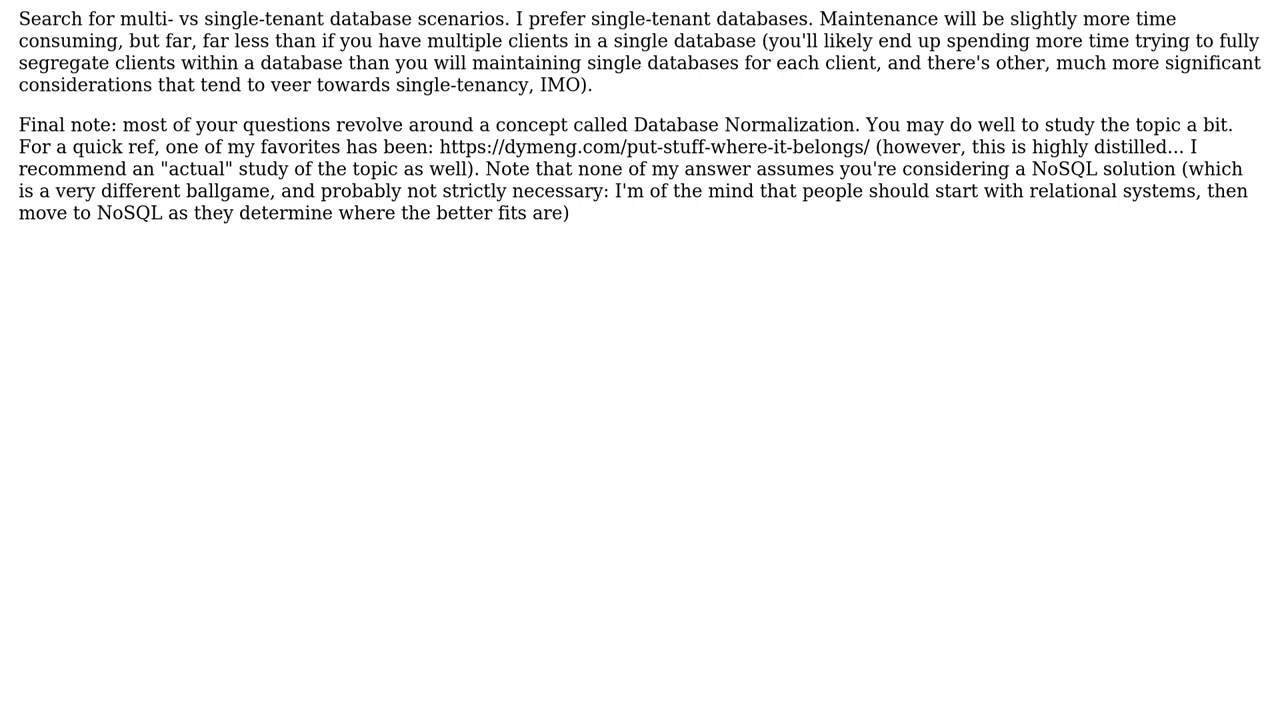 Search for multi- vs single-tenant database scenarios. I prefer single-tenant databases. Maintenance will be slightly more time
consuming, but far, far less than if you have multiple clients in a single database (you'll likely end up spending more time trying to fully
segregate clients within a database than you will maintaining single databases for each client, and there's other, much more significant
considerations that tend to veer towards single-tenancy, IMO).
Final note: most of your questions revolve around a concept called Database Normalization. You may do well to study the topic a bit.
For a quick ref, one of my favorites has been: https://dymeng.com/put-stuff-where-it-belongs/ (however, this is highly distilled... I
recommend an "actual" study of the topic as well). Note that none of my answer assumes you're considering a NoSQL solution (which
is a very different ballgame, and probably not strictly necessary: I'm of the mind that people should start with relational systems, then
move to NoSQL as they determine where the better fits are)